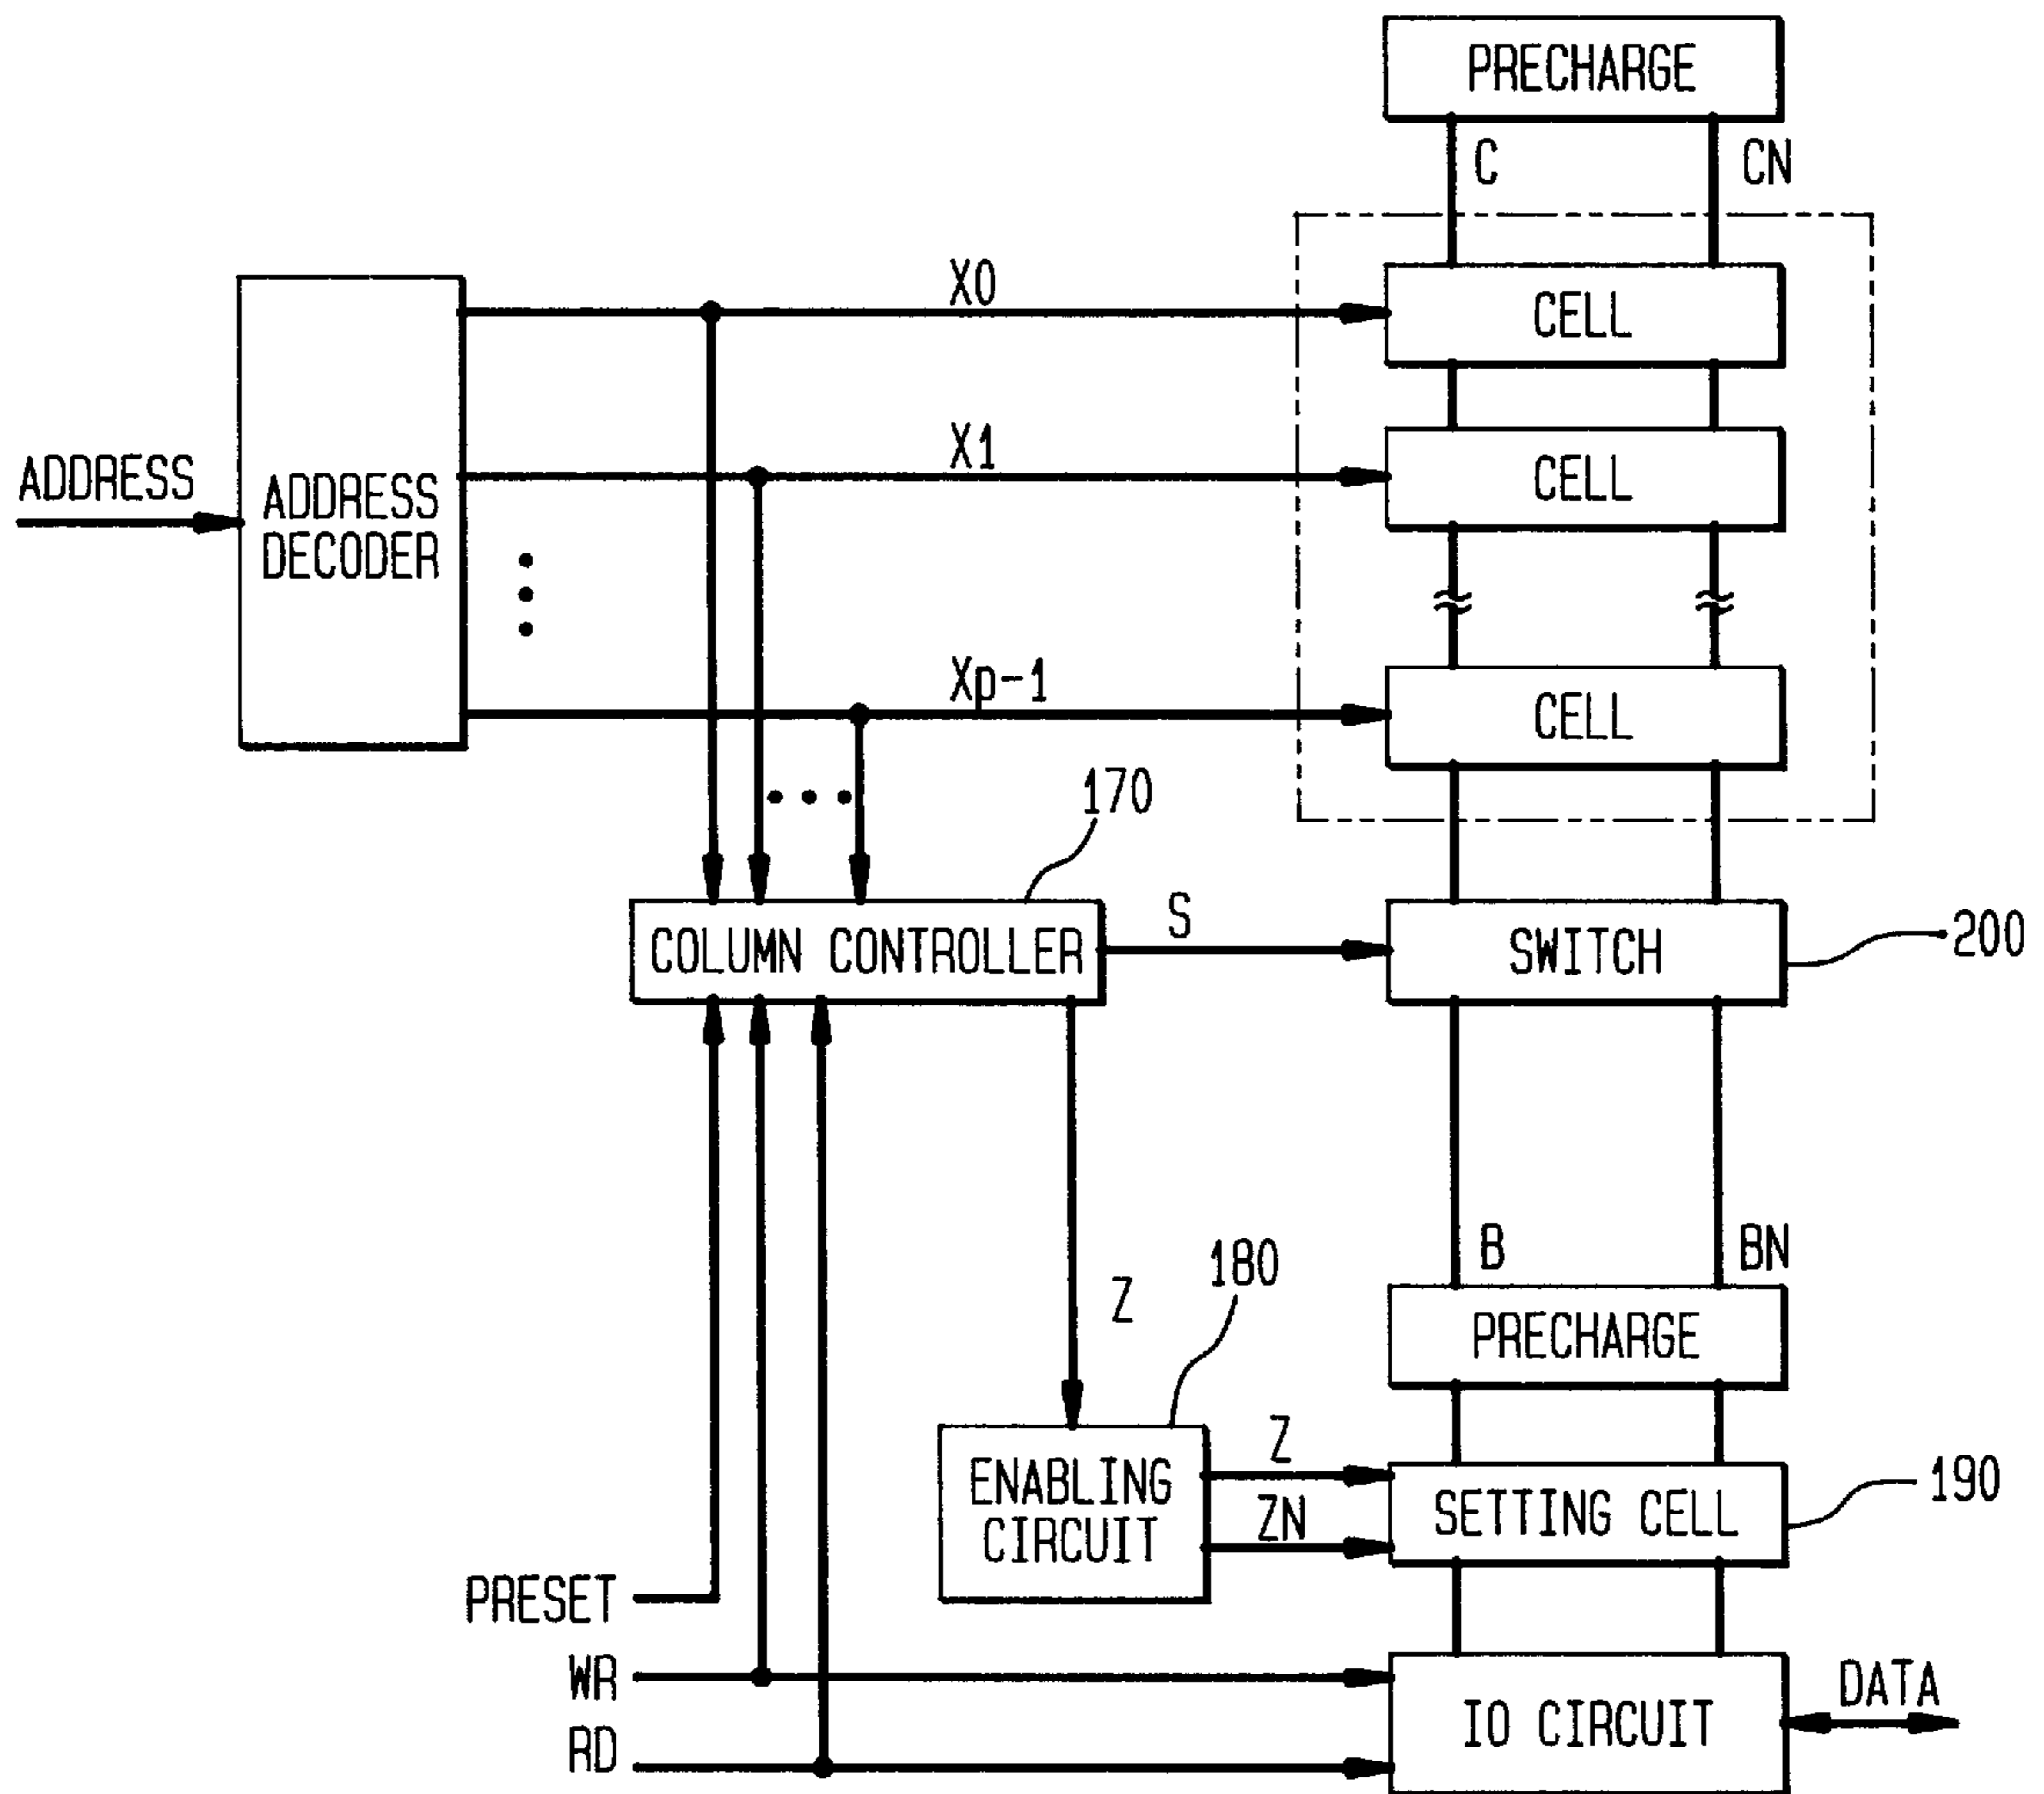 PRECHARGE
C
CN
X0
CELL
X1
CELL
ADDRESS
ADDRESS
DECODER
Xp-1
CELL
170
COLUMN CONTROLLER
S
SWITCH
200
B
BN
180
Z
PRECHARGE
Z
ENABLING
CIRCUIT
ZN
SETTING CELL
190
PRESET
WR
RD
IO CIRCUIT
DATA